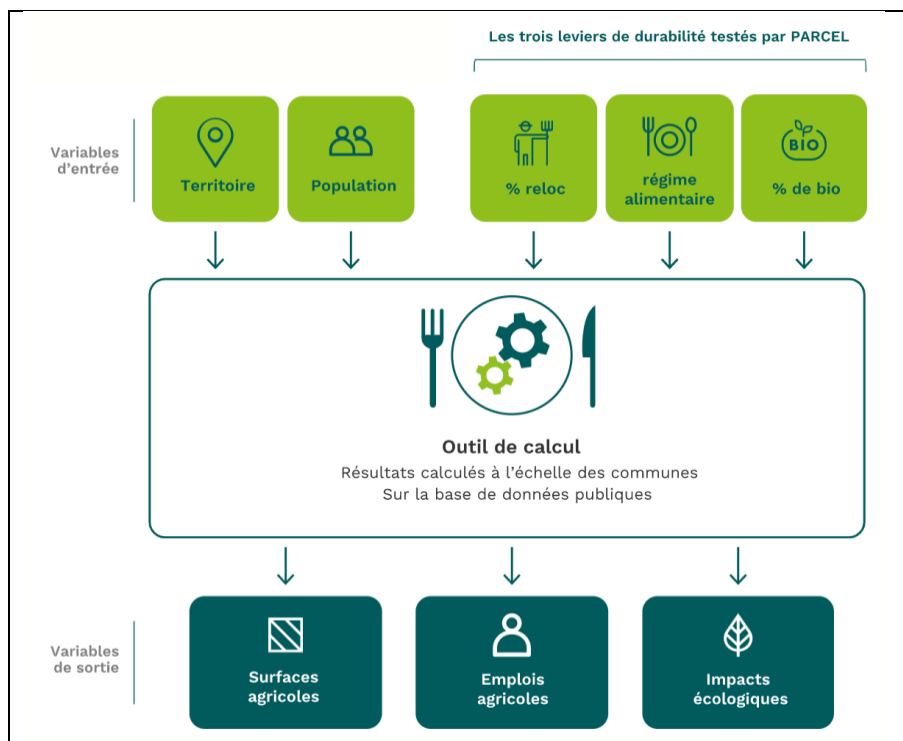 Les trois leviers de durabilité testés par PARCEL
Variables
d'entrée
Territoire
Population
% reloc
régime
alimentaire
BIO
% de bio
Outil de calcul
Résultats calculés à l'échelle des communes
Sur la base de données publiques
Variables
de sortie
Surfaces
agricoles
Emplois
agricoles
Impacts
écologiques